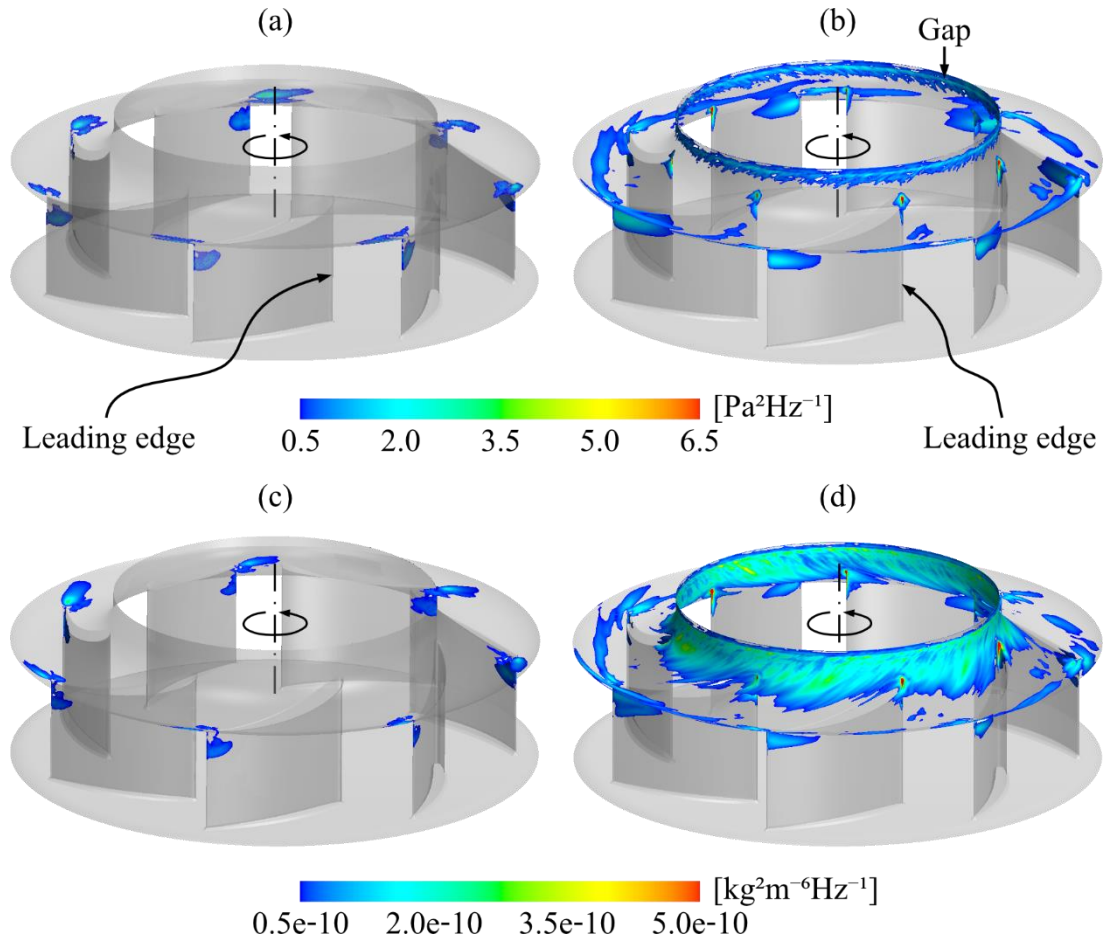 (a)
(b)
Gap
Leading edge
Leading edge
[Pa²Hz⁻¹]
0.5 2.0 3.5 5.0 6.5
(c)
(d)
[kg²m⁻⁶Hz⁻¹]
0.5e-10 2.0e-10 3.5e-10 5.0e-10